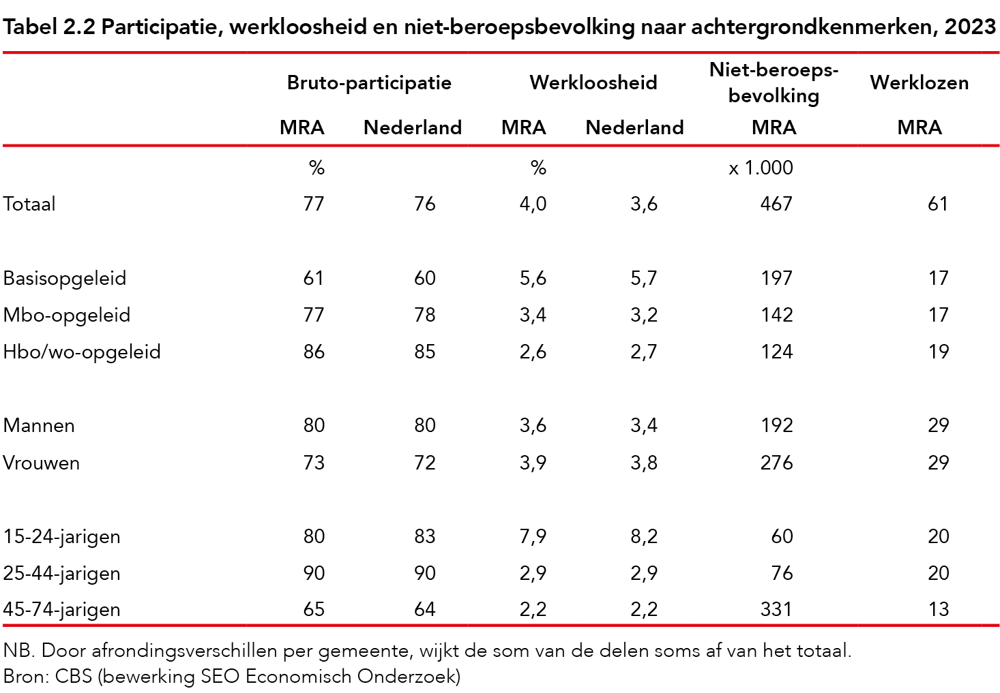 Tabel 2.2 Participatie, werkloosheid en niet-beroepsbevolking naar achtergrondkenmerken, 2023
Bruto-participatie Werkloosheid Niet-beroeps-
bevolking Werklozen
MRA Nederland MRA Nederland MRA MRA
% % x 1.000
Totaal 77 76 4,0 3,6 467 61
Basisopgeleid 61 60 5,6 5,7 197 17
Mbo-opgeleid 77 78 3,4 3,2 142 17
Hbo/wo-opgeleid 86 85 2,6 2,7 124 19
Mannen 80 80 3,6 3,4 192 29
Vrouwen 73 72 3,9 3,8 276 29
15-24-jarigen 80 83 7,9 8,2 60 20
25-44-jarigen 90 90 2,9 2,9 76 20
45-74-jarigen 65 64 2,2 2,2 331 13
NB. Door afrondingsverschillen per gemeente, wijkt de som van de delen soms af van het totaal.
Bron: CBS (bewerking SEO Economisch Onderzoek)